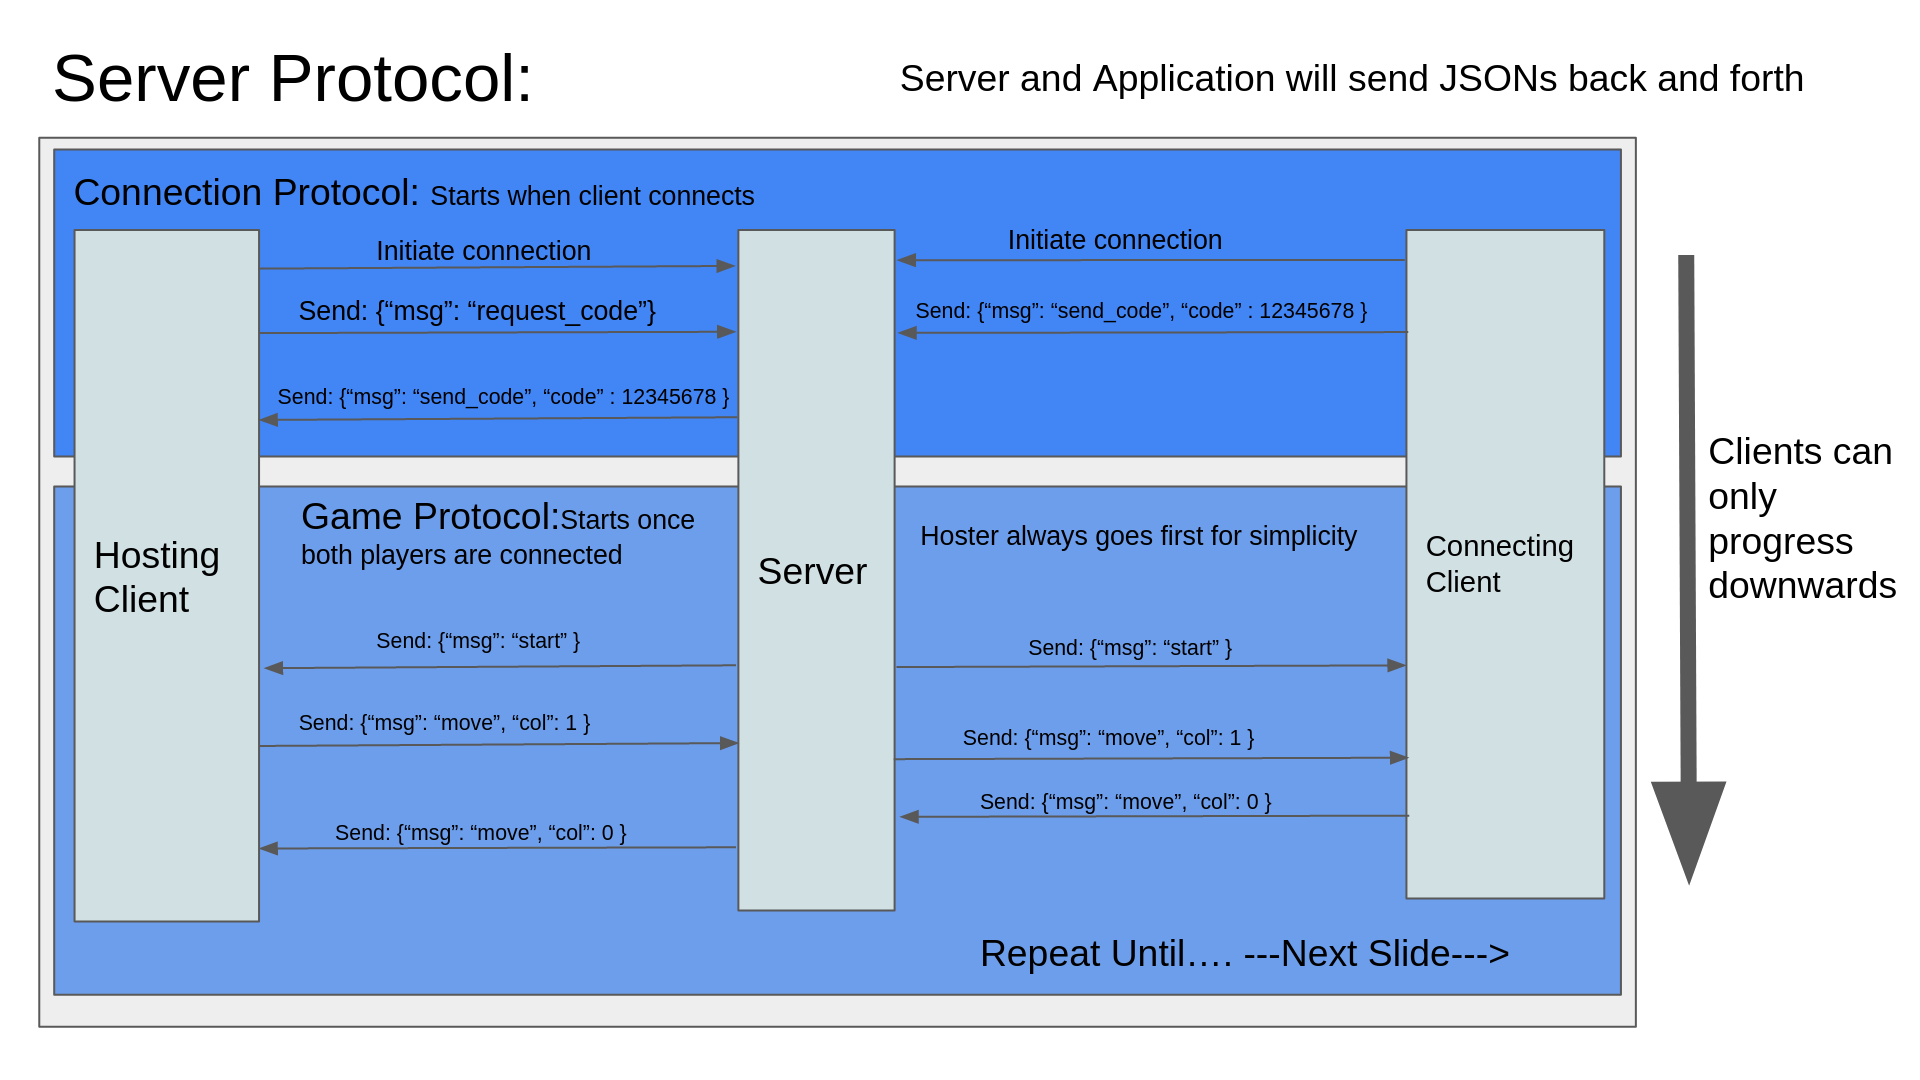 Server Protocol:
Server and Application will send JSONs back and forth
Connection Protocol: Starts when client connects
Initiate connection
Initiate connection
Send: {“msg”: “request_code”}
Send: {“msg”: “send_code”, “code” : 12345678 }
Send: {“msg”: “send_code”, “code” : 12345678 }
Game Protocol:Starts once
both players are connected
Hoster always goes first for simplicity
Hosting
Client
Server
Connecting
Client
Clients can
only
progress
downwards
Send: {“msg”: “start” }
Send: {“msg”: “start” }
Send: {“msg”: “move”, “col”: 1 }
Send: {“msg”: “move”, “col”: 1 }
Send: {“msg”: “move”, “col”: 0 }
Send: {“msg”: “move”, “col”: 0 }
Repeat Until…. ---Next Slide--->